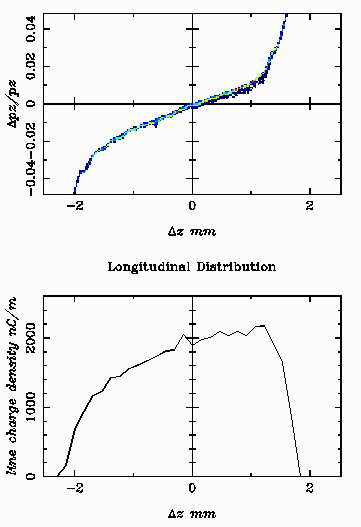 0.04
0.02
0
−0.02
−0.04
Δpz/pz
−2
0
2
Δz mm
Longitudinal Distribution
2000
1000
0
line charge density nC/m
−2
0
2
Δz mm